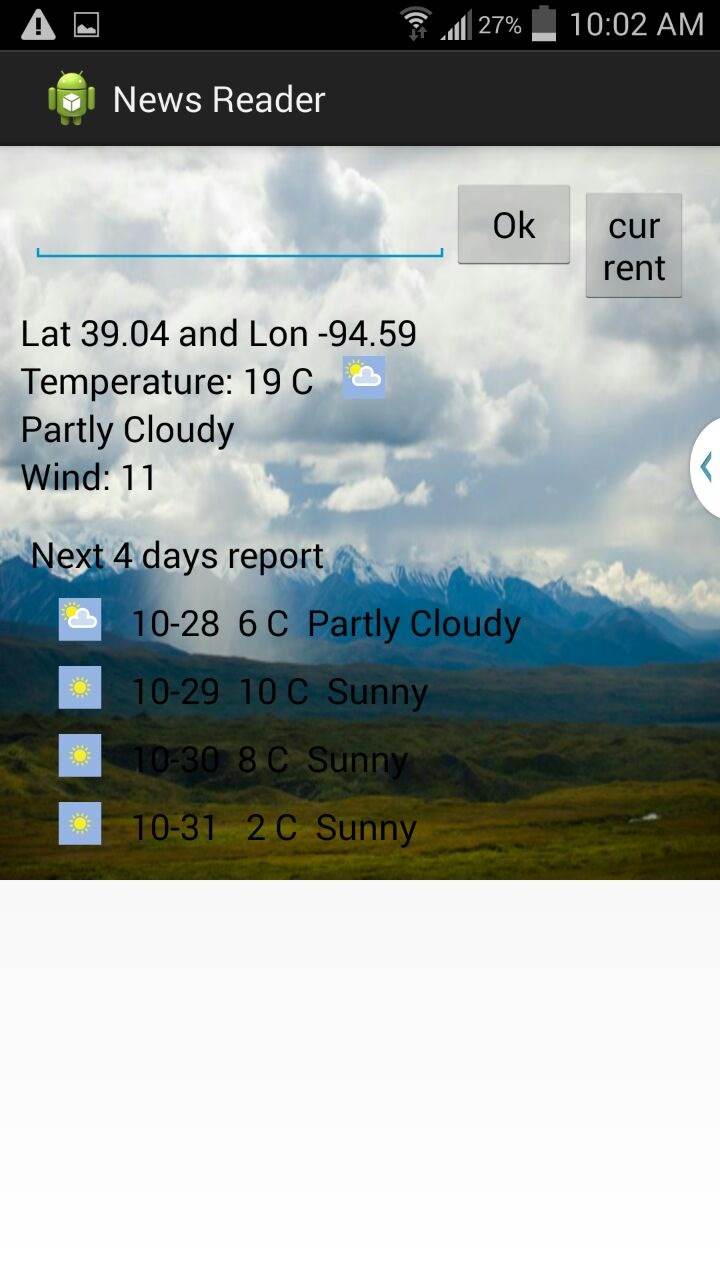 27% 10:02 AM
News Reader
Ok
cur
rent
Lat 39.04 and Lon -94.59
Temperature: 19 C
Partly Cloudy
Wind: 11
Next 4 days report
10-28 6 C Partly Cloudy
10-29 10 C Sunny
10-30 8 C Sunny
10-31 2 C Sunny